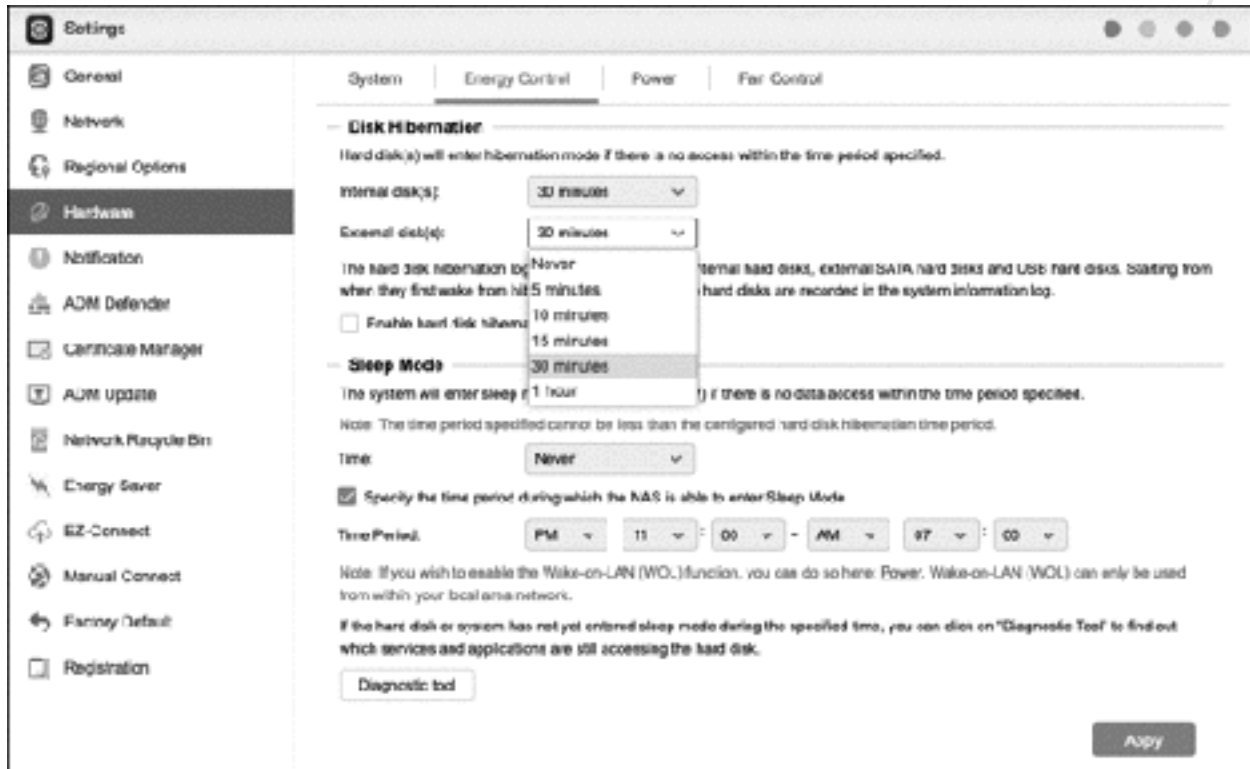 Settings
General
Network
Regional Options
Hardware
Notification
ADM Defender
Certificate Manager
ADM Update
Network Recycle Bin
Energy Saver
EZ-Connect
Manual Connect
Factory Default
Registration
System Energy Control Power Fan Control
Disk Hibernation
Hard disk(s) will enter hibernation mode if there is no access within the time period specified.
Internal disk(s): 30 minutes
External disk(s): 30 minutes
Never
5 minutes
10 minutes
15 minutes
30 minutes
1 hour
The hard disk hibernation log ternal hard disks, external SATA hard disks and USB hard disks. Starting from
when they first wake from hib hard disks are recorded in the system information log.
Enable hard disk hiberna
Sleep Mode
The system will enter sleep ) if there is no data access within the time period specified.
Note: The time period specified cannot be less than the configured hard disk hibernation time period.
Time: Never
Specify the time period during which the NAS is able to enter Sleep Mode
Time Period: PM 11 : 00 - AM 07 : 00
Note: If you wish to enable the Wake-on-LAN (WOL) function, you can do so here: Power. Wake-on-LAN (WOL) can only be used
from within your local area network.
If the hard disk or system has not yet entered sleep mode during the specified time, you can click on "Diagnostic Tool" to find out
which services and applications are still accessing the hard disk.
Diagnostic tool
Apply